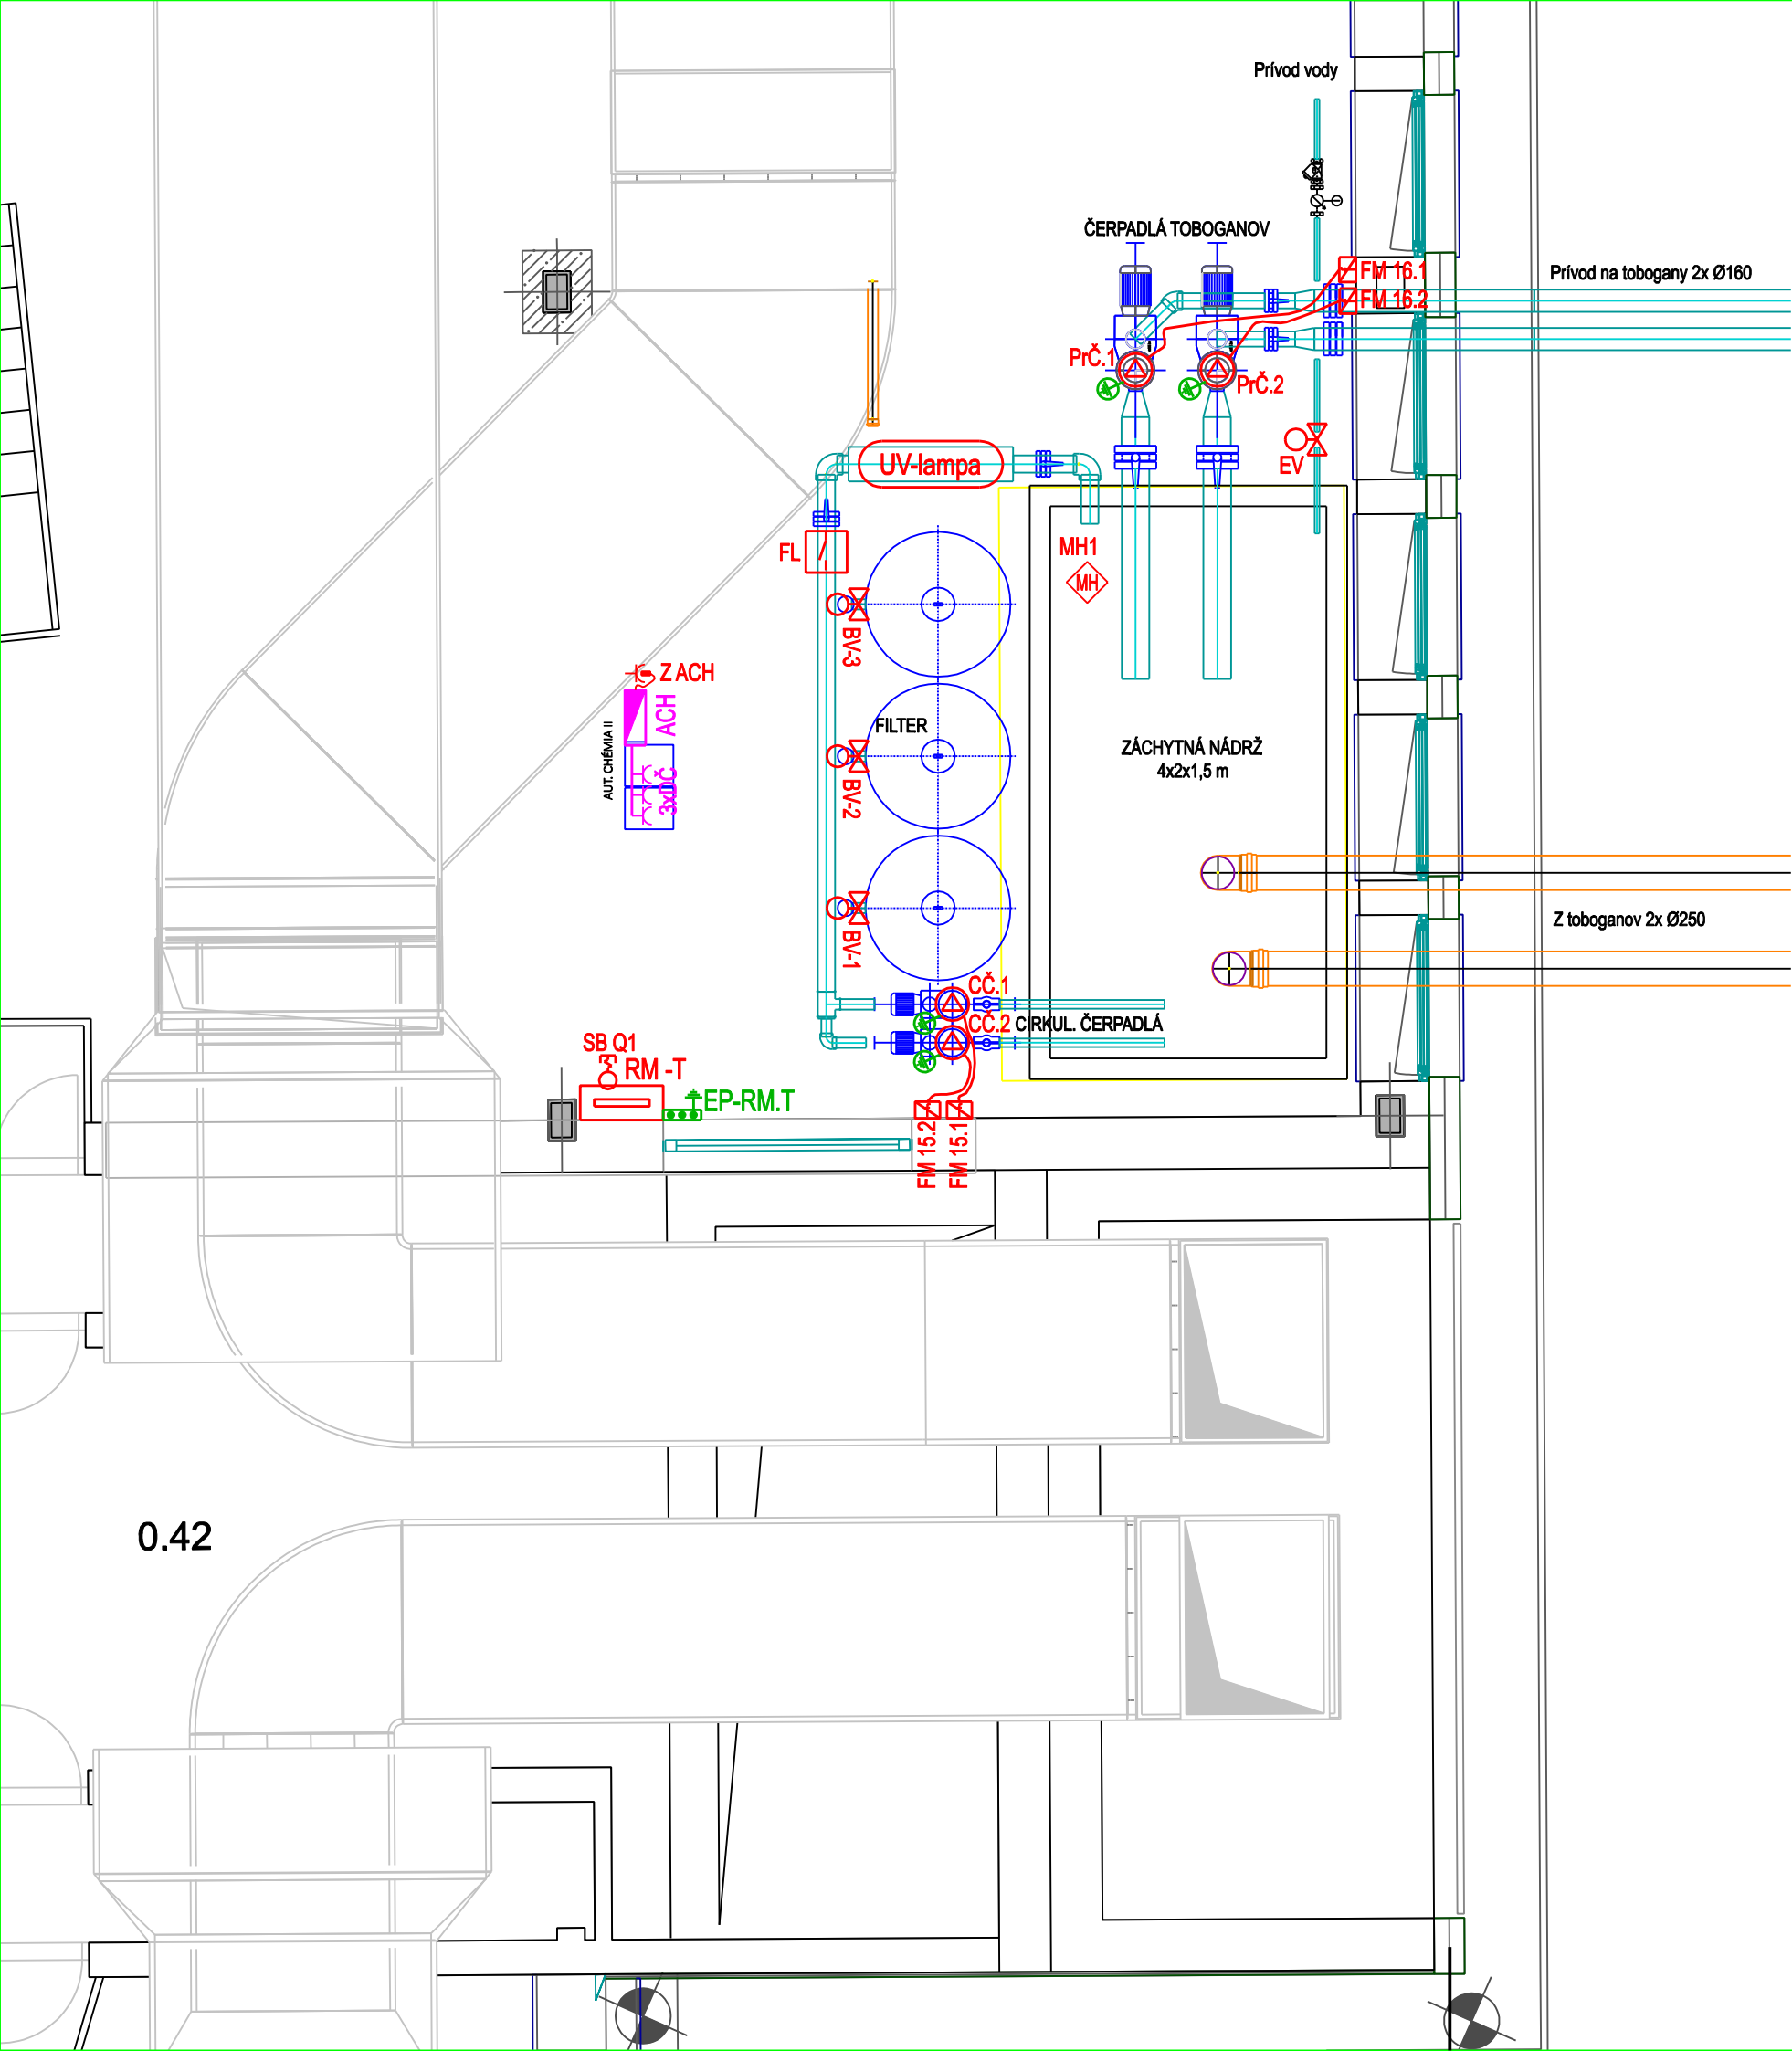 Prívod vody
ČERPADLÁ TOBOGANOV
FM 16.1
Prívod na tobogany 2x Ø160
FM 16.2
PrČ.1
PrČ.2
EV
UV-lampa
FL
MH1
MH
BV-3
Z ACH
ACH
AUT. CHÉMIA II
3xDČ
FILTER
BV-2
ZÁCHYTNÁ NÁDRŽ
4x2x1,5 m
Z toboganov 2x Ø250
BV-1
CČ.1
CČ.2
CIRKUL. ČERPADLÁ
SB Q1
RM -T
EP-RM.T
FM 15.2
FM 15.1
0.42